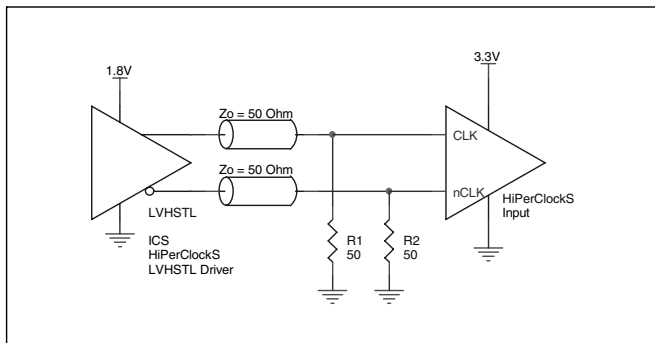 1.8V
3.3V
Zo = 50 Ohm
CLK
Zo = 50 Ohm
nCLK
HiPerClockS
Input
LVHSTL
ICS
HiPerClockS
LVHSTL Driver
R1
50
R2
50